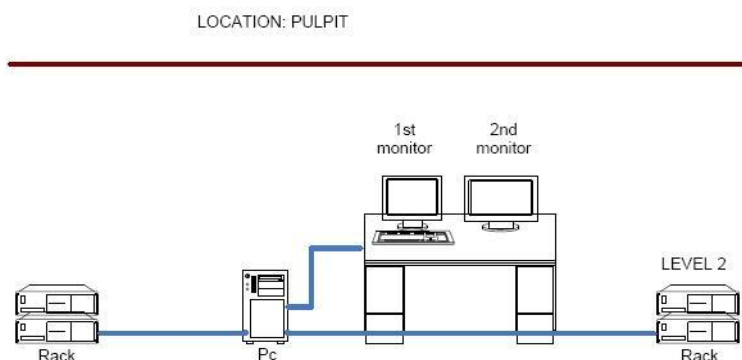 LOCATION: PULPIT
1st
monitor
2nd
monitor
LEVEL 2
Rack
Pc
Rack